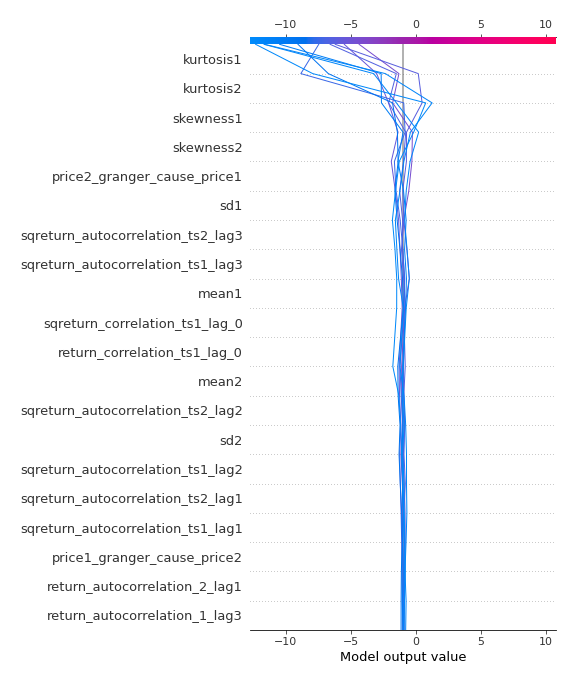 −10 −5 0 5 10
kurtosis1
kurtosis2
skewness1
skewness2
price2_granger_cause_price1
sd1
sqreturn_autocorrelation_ts2_lag3
sqreturn_autocorrelation_ts1_lag3
mean1
sqreturn_correlation_ts1_lag_0
return_correlation_ts1_lag_0
mean2
sqreturn_autocorrelation_ts2_lag2
sd2
sqreturn_autocorrelation_ts1_lag2
sqreturn_autocorrelation_ts2_lag1
sqreturn_autocorrelation_ts1_lag1
price1_granger_cause_price2
return_autocorrelation_2_lag1
return_autocorrelation_1_lag3
−10 −5 0 5 10
Model output value